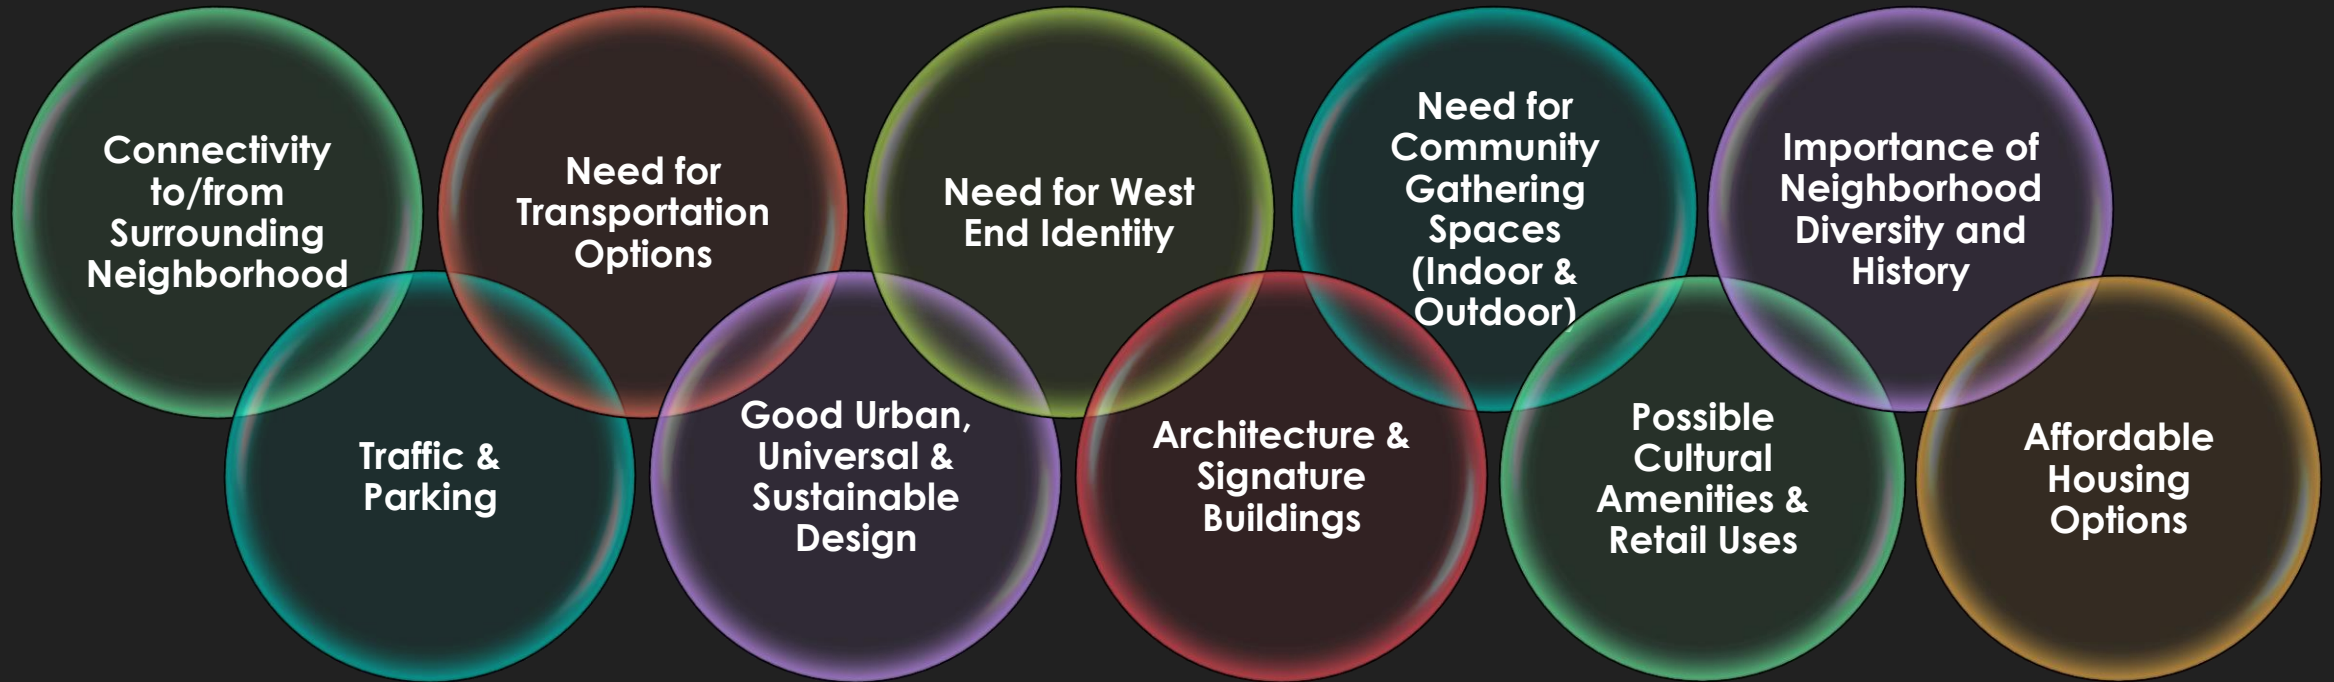 Connectivity
to/from
Surrounding
Neighborhood
Traffic &
Parking
Need for
Transportation
Options
Good Urban,
Universal &
Sustainable
Design
Need for West
End Identity
Architecture &
Signature
Buildings
Need for
Community
Gathering
Spaces
(Indoor &
Outdoor)
Possible
Cultural
Amenities &
Retail Uses
Importance of
Neighborhood
Diversity and
History
Affordable
Housing
Options